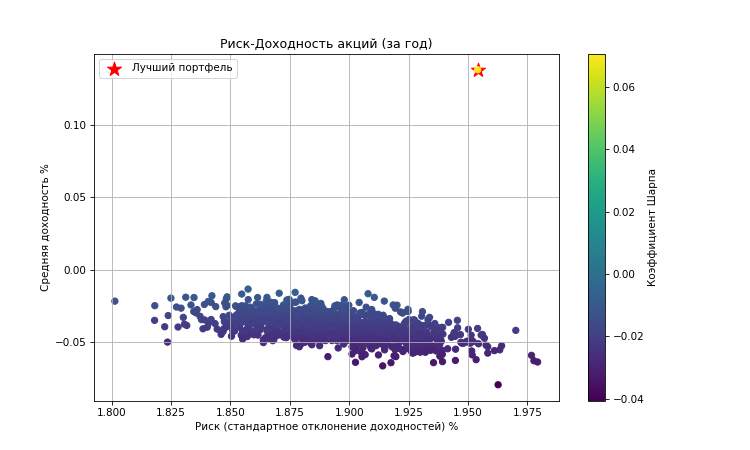 Риск-Доходность акций (за год)
Лучший портфель
Средняя доходность %
0.10
0.05
0.00
−0.05
1.800 1.825 1.850 1.875 1.900 1.925 1.950 1.975
Риск (стандартное отклонение доходностей) %
0.06
0.04
0.02
0.00
−0.02
−0.04
Коэффициент Шарпа